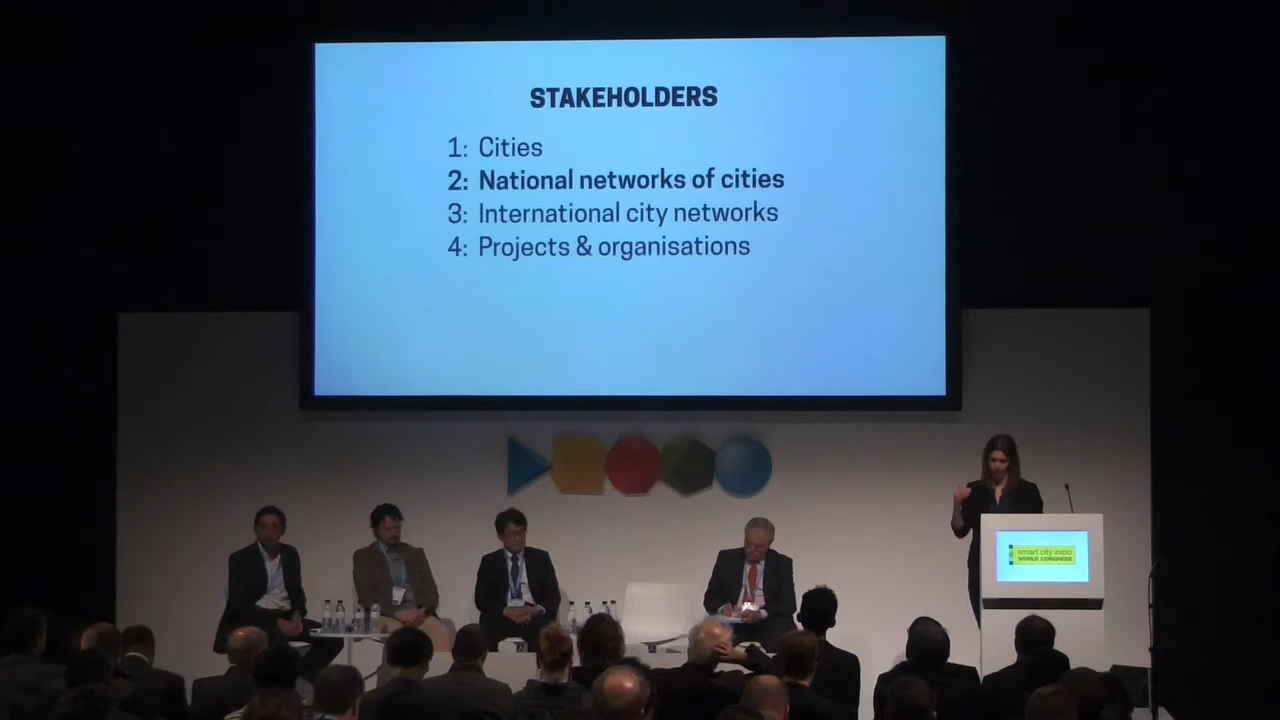 STAKEHOLDERS
1: Cities
2: National networks of cities
3: International city networks
4: Projects & organisations
smart city expo
WORLD CONGRESS